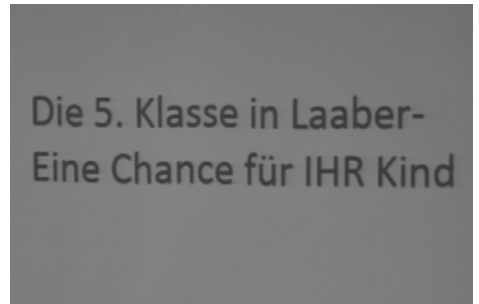 Die 5. Klasse in Laaber-
Eine Chance für IHR Kind